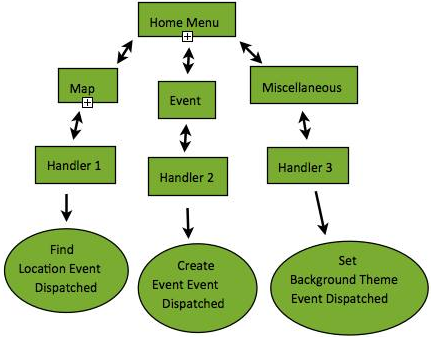 Home Menu
Map
Event
Miscellaneous
Handler 1
Handler 2
Handler 3
Find
Location Event
Dispatched
Create
Event Event
Dispatched
Set
Background Theme
Event Dispatched